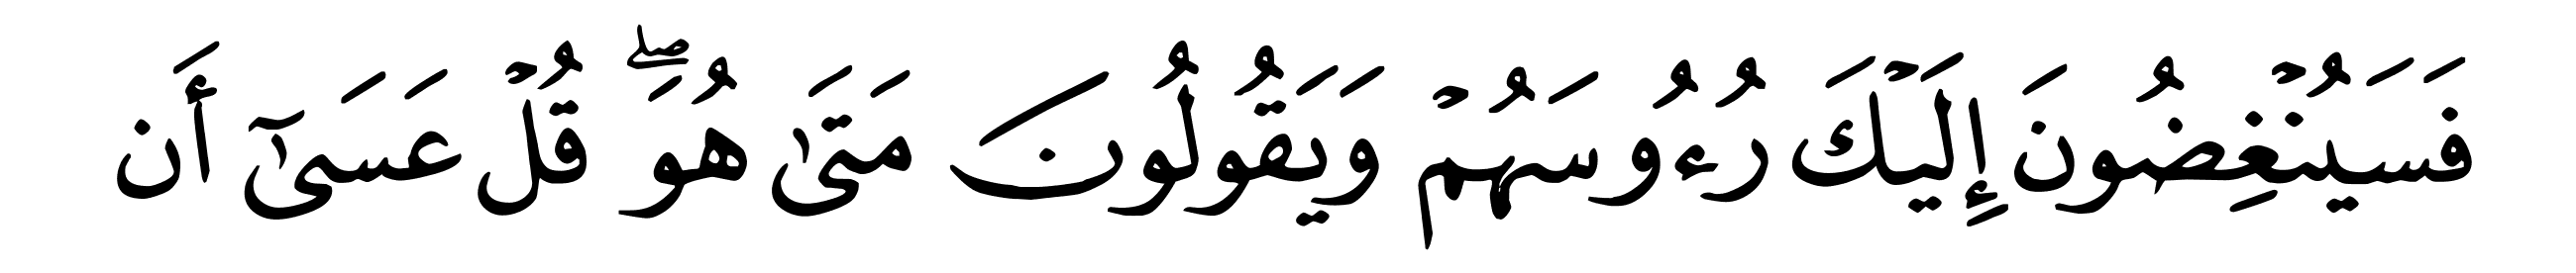 فَسَيُنْغِضُونَ إِلَيْكَ رُءُوسَهُمْ وَيَقُولُونَ مَتَىٰ هُوَ ۖ قُلْ عَسَىٰٓ أَن